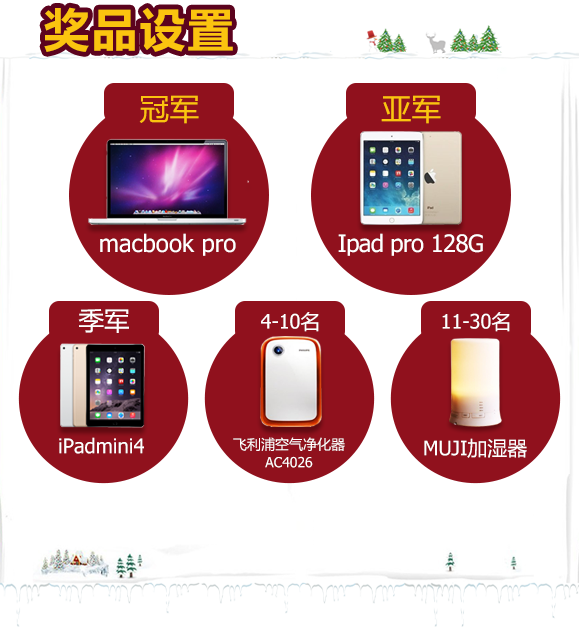 奖品设置
冠军
macbook pro
亚军
Ipad pro 128G
季军
iPadmini4
4-10名
飞利浦空气净化器
AC4026
11-30名
MUJI加湿器